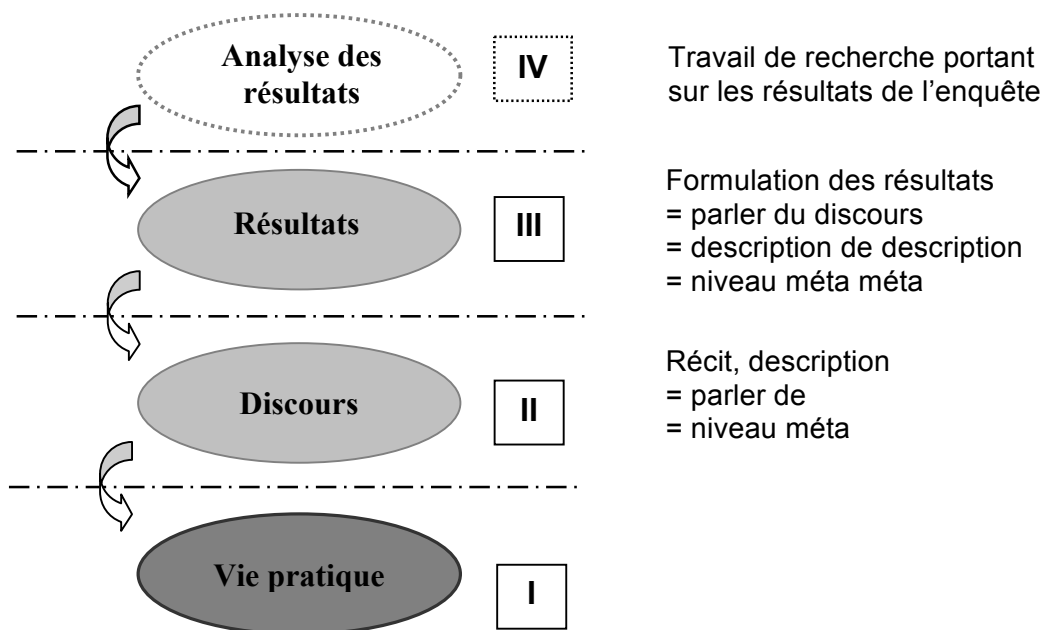 Analyse des
résultats
IV
Travail de recherche portant
sur les résultats de l’enquête
Résultats
III
Formulation des résultats
= parler du discours
= description de description
= niveau méta méta
Discours
II
Récit, description
= parler de
= niveau méta
Vie pratique
I